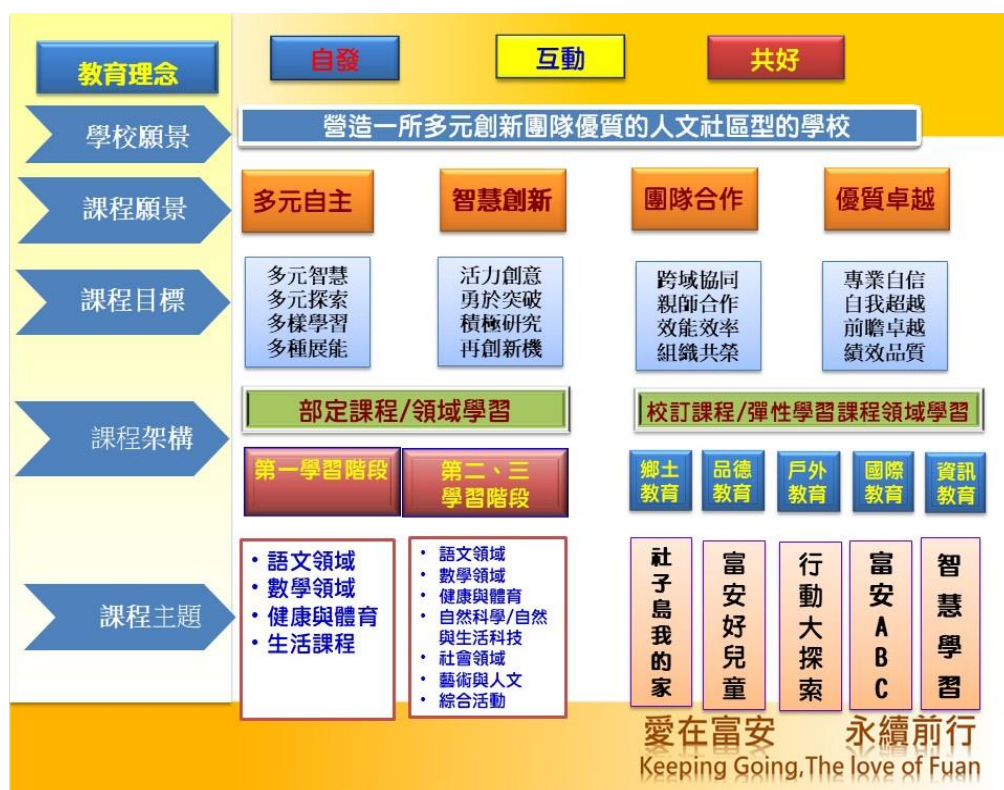 教育理念
自發
互動
共好
學校願景
營造一所多元創新團隊優質的人文社區型的學校
課程願景
多元自主
智慧創新
團隊合作
優質卓越
課程目標
多元智慧
多元探索
多樣學習
多種展能
活力創意
勇於突破
積極研究
再創新機
跨域協同
親師合作
效能效率
組織共榮
專業自信
自我超越
前瞻卓越
績效品質
課程架構
部定課程/領域學習
校訂課程/彈性學習課程領域學習
第一學習階段
第二、三
學習階段
鄉土
教育
品德
教育
戶外
教育
國際
教育
資訊
教育
課程主題
• 語文領域
• 數學領域
• 健康與體育
• 生活課程
• 語文領域
• 數學領域
• 健康與體育
• 自然科學/自然
與生活科技
• 社會領域
• 藝術與人文
• 綜合活動
社子島我的家
富安好兒童
行動大探索
富安ABC
智慧學習
愛在富安 永續前行
Keeping Going,The love of Fuan